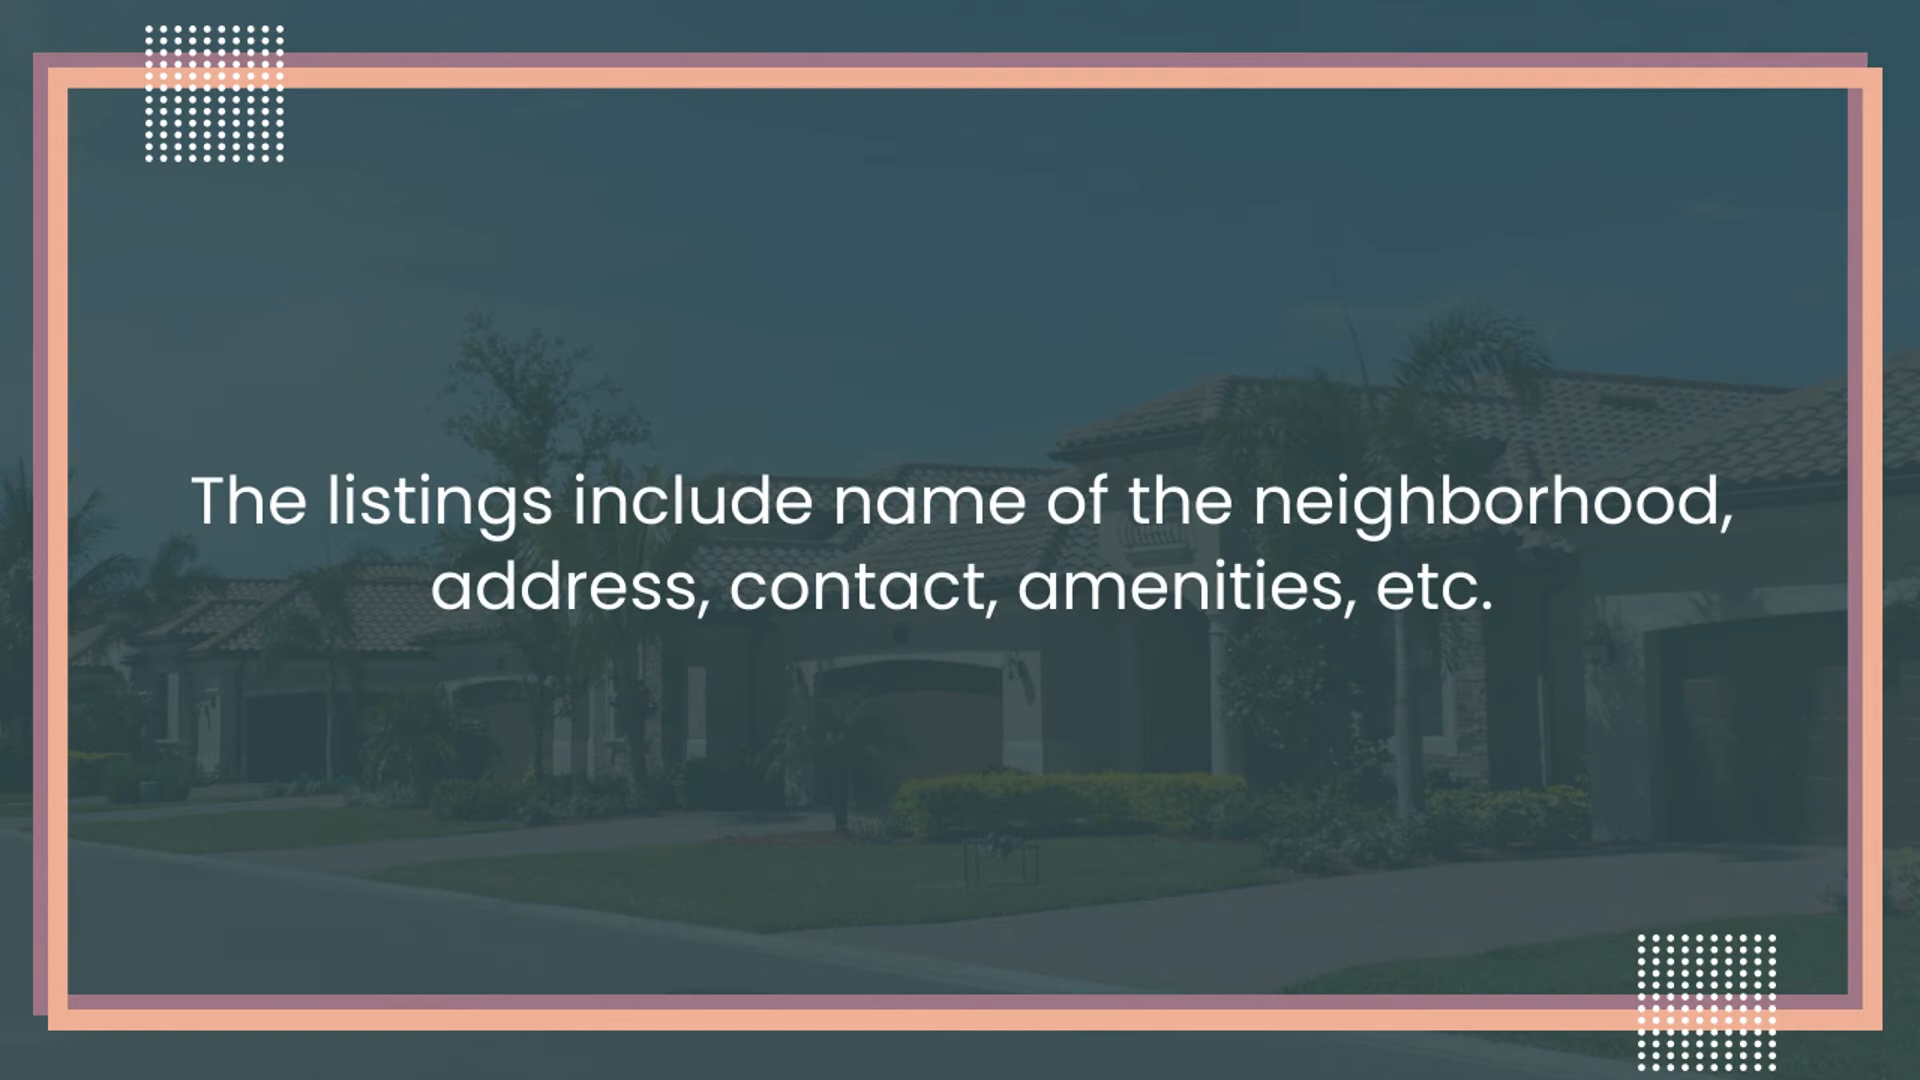 The listings include name of the neighborhood,
address, contact, amenities, etc.